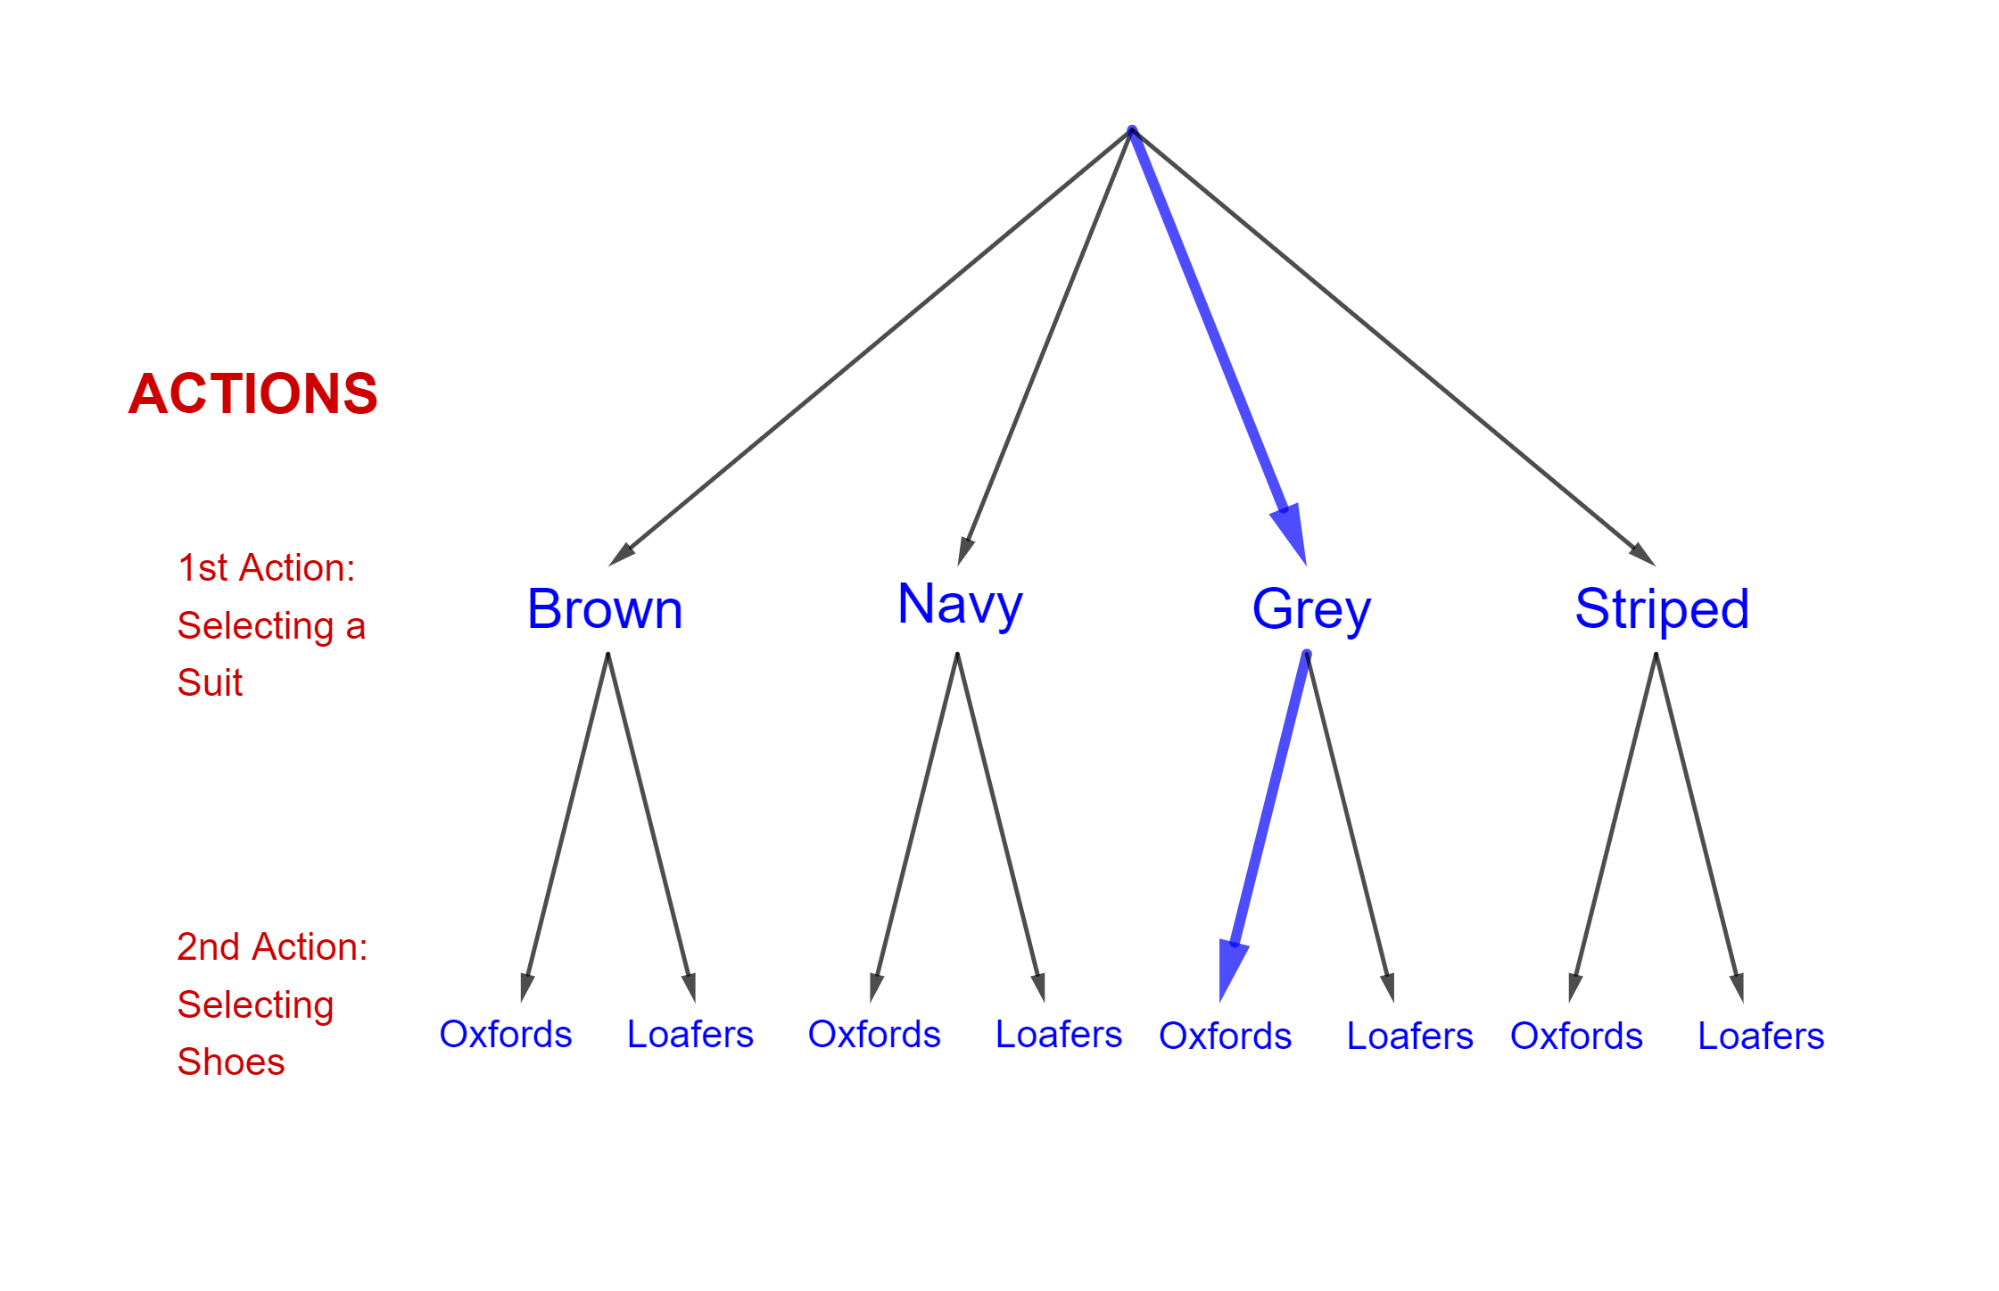 ACTIONS
1st Action:
Selecting a
Suit
Brown
Navy
Grey
Striped
2nd Action:
Selecting
Shoes
Oxfords
Loafers
Oxfords
Loafers
Oxfords
Loafers
Oxfords
Loafers